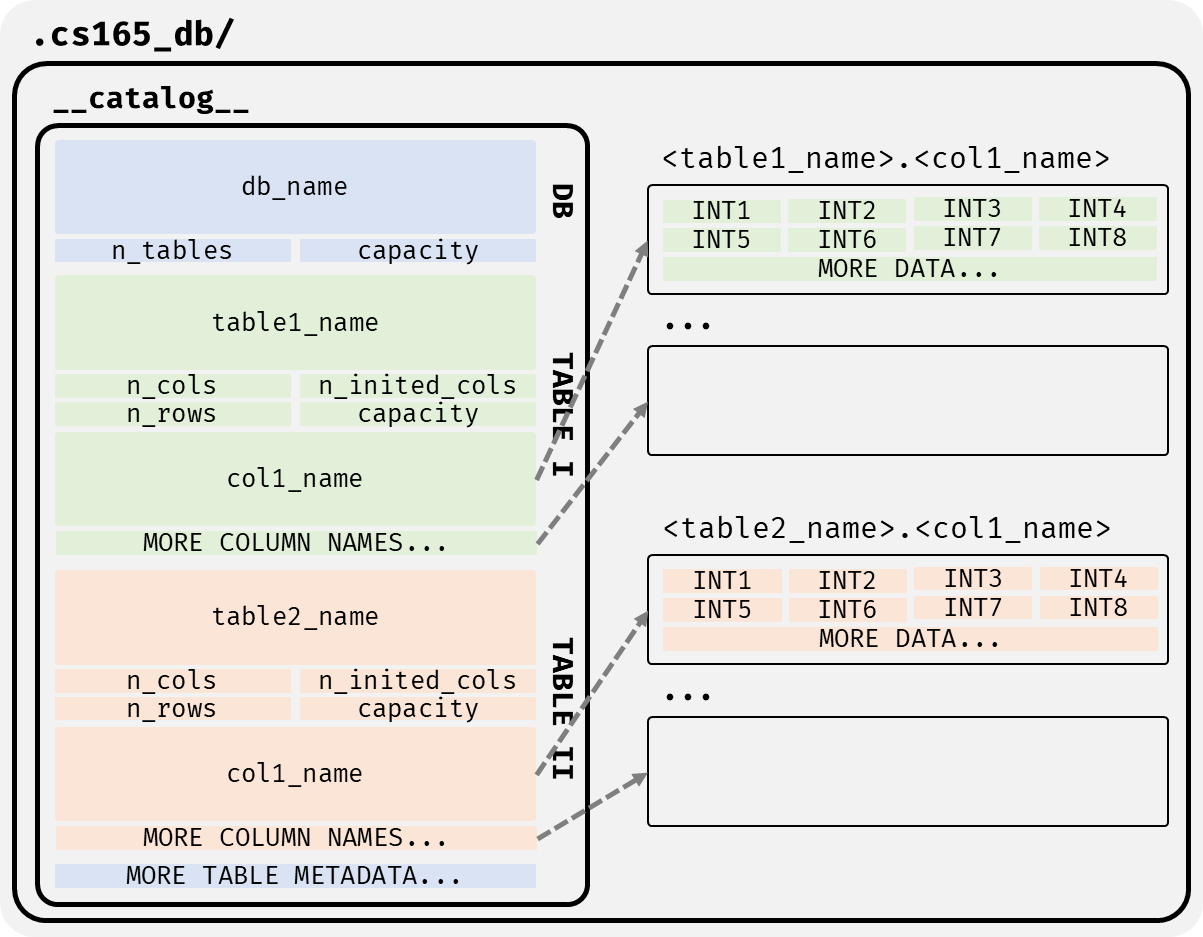 .cs165_db/
__catalog__
db_name
n_tables capacity
DB
table1_name
n_cols n_inited_cols
n_rows capacity
col1_name
MORE COLUMN NAMES...
TABLE I
table2_name
n_cols n_inited_cols
n_rows capacity
col1_name
MORE COLUMN NAMES...
TABLE II
MORE TABLE METADATA...
<table1_name>.<col1_name>
INT1 INT2 INT3 INT4
INT5 INT6 INT7 INT8
MORE DATA...
...
<table2_name>.<col1_name>
INT1 INT2 INT3 INT4
INT5 INT6 INT7 INT8
MORE DATA...
...